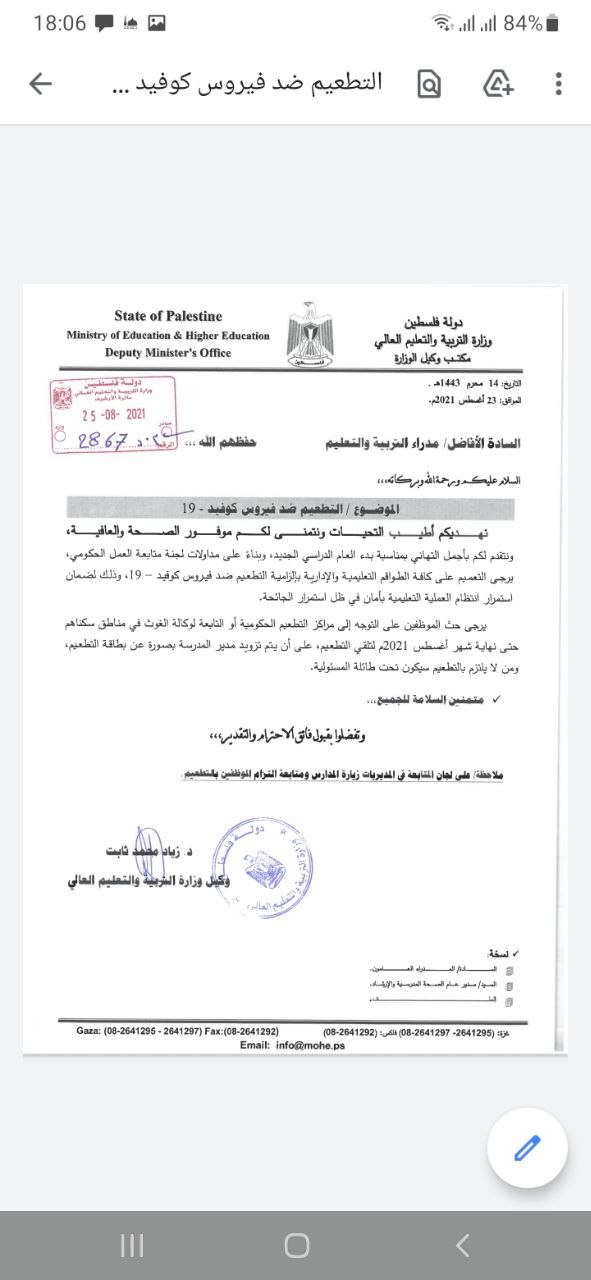 18:06
84%
التطعيم ضد فيروس كوفيد ...
State of Palestine
Ministry of Education & Higher Education
Deputy Minister's Office
دولة فلسطين
وزارة التربية والتعليم العالي
مكتب وكيل الوزارة
التاريخ: 14 محرم 1443هـ .
الموافق: 23 أغسطس 2021م.
دولة فلسطين
وزارة التربية والتعليم العالي
دائرة الأرشيف
25-08-2021
صادر
الرقم 2867
السادة الأفاضل/ مدراء التربية والتعليم
حفظهم الله ،،،
السلام عليكم ورحمة الله وبركاته،،،
الموضوع / التطعيم ضد فيروس كوفيد - 19
نهديكم أطيب التحيات ونتمنى لكم موفور الصحة والعافية،
ونتقدم لكم بأجمل التهاني بمناسبة بدء العام الدراسي الجديد، وبناءً على مداولات لجنة متابعة العمل الحكومي،
يرجى التعميم على كافة الطواقم التعليمية والإدارية بإلزامية التطعيم ضد فيروس كوفيد – 19، وذلك لضمان
استمرار انتظام العملية التعليمية بأمان في ظل استمرار الجائحة.
يرجى حث الموظفين على التوجه إلى مراكز التطعيم الحكومية أو التابعة لوكالة الغوث في مناطق سكناهم
حتى نهاية شهر أغسطس 2021م لتلقي التطعيم، على أن يتم تزويد مدير المدرسة بصورة عن بطاقة التطعيم،
ومن لا يلتزم بالتطعيم سيكون تحت طائلة المسئولية.
✓ متمنين السلامة للجميع،،،
وتفضلوا بقبول فائق الاحترام والتقدير،،،
ملاحظة/ على لجان المتابعة في المديريات زيارة المدارس ومتابعة التزام الموظفين بالتطعيم.
د. زياد محمد ثابت
وكيل وزارة التربية والتعليم العالي
✓ نسخة:
السادة/ المدراء العامون.
السيد/ مدير عام الصحة المدرسية والإرشاد.
الملف.
Gaza: (08-2641295 - 2641297) Fax:(08-2641292)
غزة: (2641295- 2641297-08) فاكس: (2641292-08)
Email: info@mohe.ps